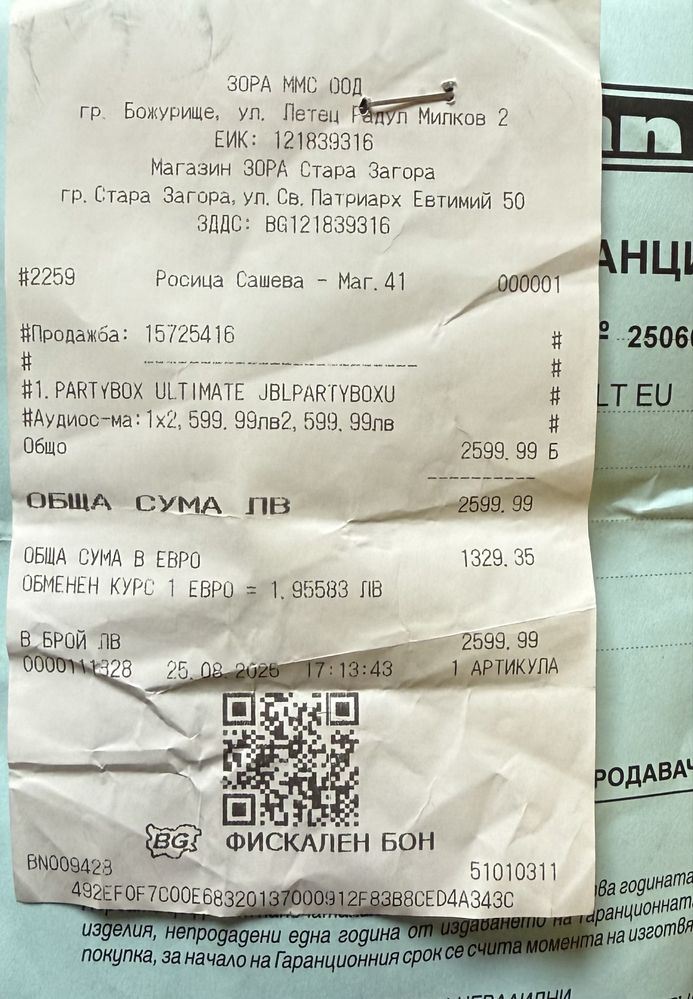 ЗОРА ММС ООД
гр. Божурище, ул. Летец Радул Милков 2
ЕИК: 121839316
Магазин ЗОРА Стара Загора
гр. Стара Загора, ул. Св. Патриарх Евтимий 50
ЗДДС: BG121839316
#2259 Росица Сашева - Маг. 41 000001
#Продажба: 15725416 #
# ------------------------------ #
#1. PARTYBOX ULTIMATE JBLPARTYBOXU #
#Аудиос-ма: 1x2, 599. 99лв2, 599. 99лв #
Общо 2599. 99 Б
------------
ОБЩА СУМА ЛВ 2599. 99
ОБЩА СУМА В ЕВРО 1329. 35
ОБМЕНЕН КУРС 1 ЕВРО = 1. 95583 ЛВ
В БРОЙ ЛВ 2599. 99
0000111328 25. 08. 2025 17:13:43 1 АРТИКУЛА
BG ФИСКАЛЕН БОН
BN009428 51010311
492EF0F7C00E68320137000912F83B8CED4A343C
АНЦИ
№ 2506
LT EU
РОДАВАЧ
ва годината
изделия, непродадени една година от издаването на гаранционната
покупка, за начало на Гаранционния срок се счита момента на изготвя